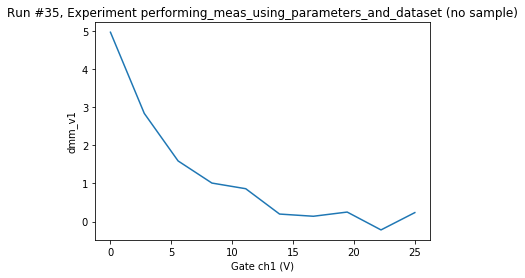 Run #35, Experiment performing_meas_using_parameters_and_dataset (no sample)
5
4
3
2
1
0
dmm_v1
0 5 10 15 20 25
Gate ch1 (V)